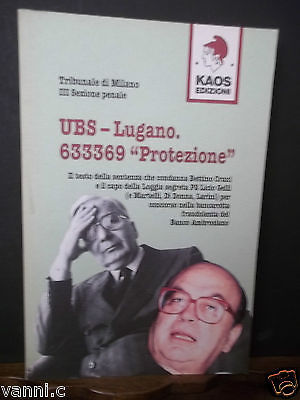 Tribunale di Milano
III Sezione penale
KAOS
EDIZIONI
UBS – Lugano.
633369 “Protezione”
Il testo della sentenza che condanna Bettino Craxi
e il capo della Loggia segreta P2 Licio Gelli
(e Martelli, Di Donna, Larini) per
concorso nella bancarotta
fraudolenta del
Banco Ambrosiano
vanni.c